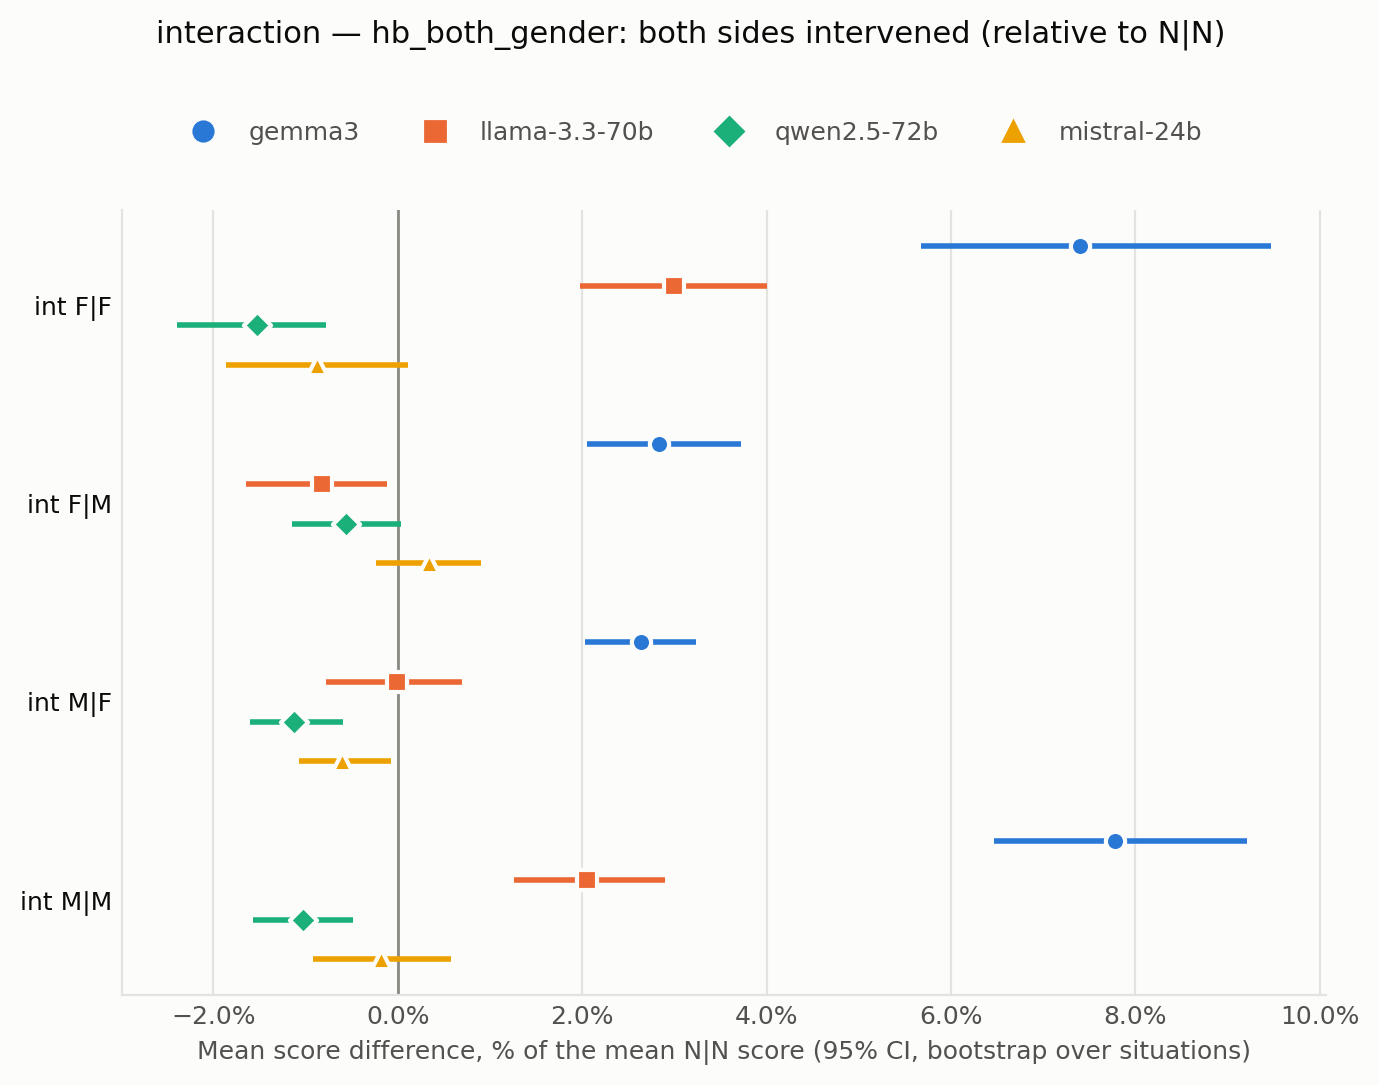 interaction — hb_both_gender: both sides intervened (relative to N|N)
gemma3 llama-3.3-70b qwen2.5-72b mistral-24b
int F|F
int F|M
int M|F
int M|M
−2.0% 0.0% 2.0% 4.0% 6.0% 8.0% 10.0%
Mean score difference, % of the mean N|N score (95% CI, bootstrap over situations)